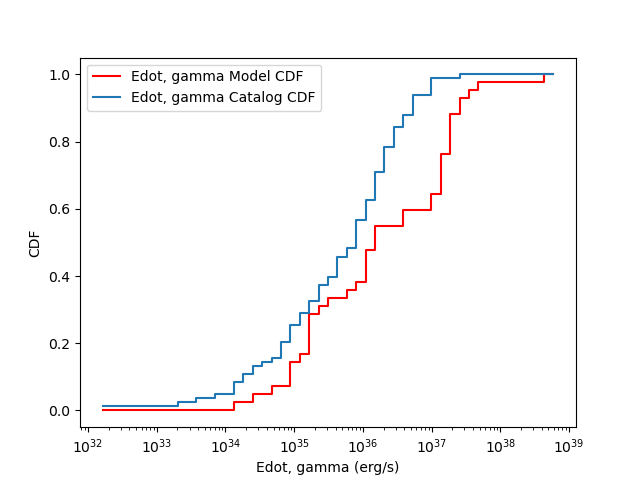 Edot, gamma Model CDF
Edot, gamma Catalog CDF
CDF
1.0
0.8
0.6
0.4
0.2
0.0
10^32 10^33 10^34 10^35 10^36 10^37 10^38 10^39
Edot, gamma (erg/s)